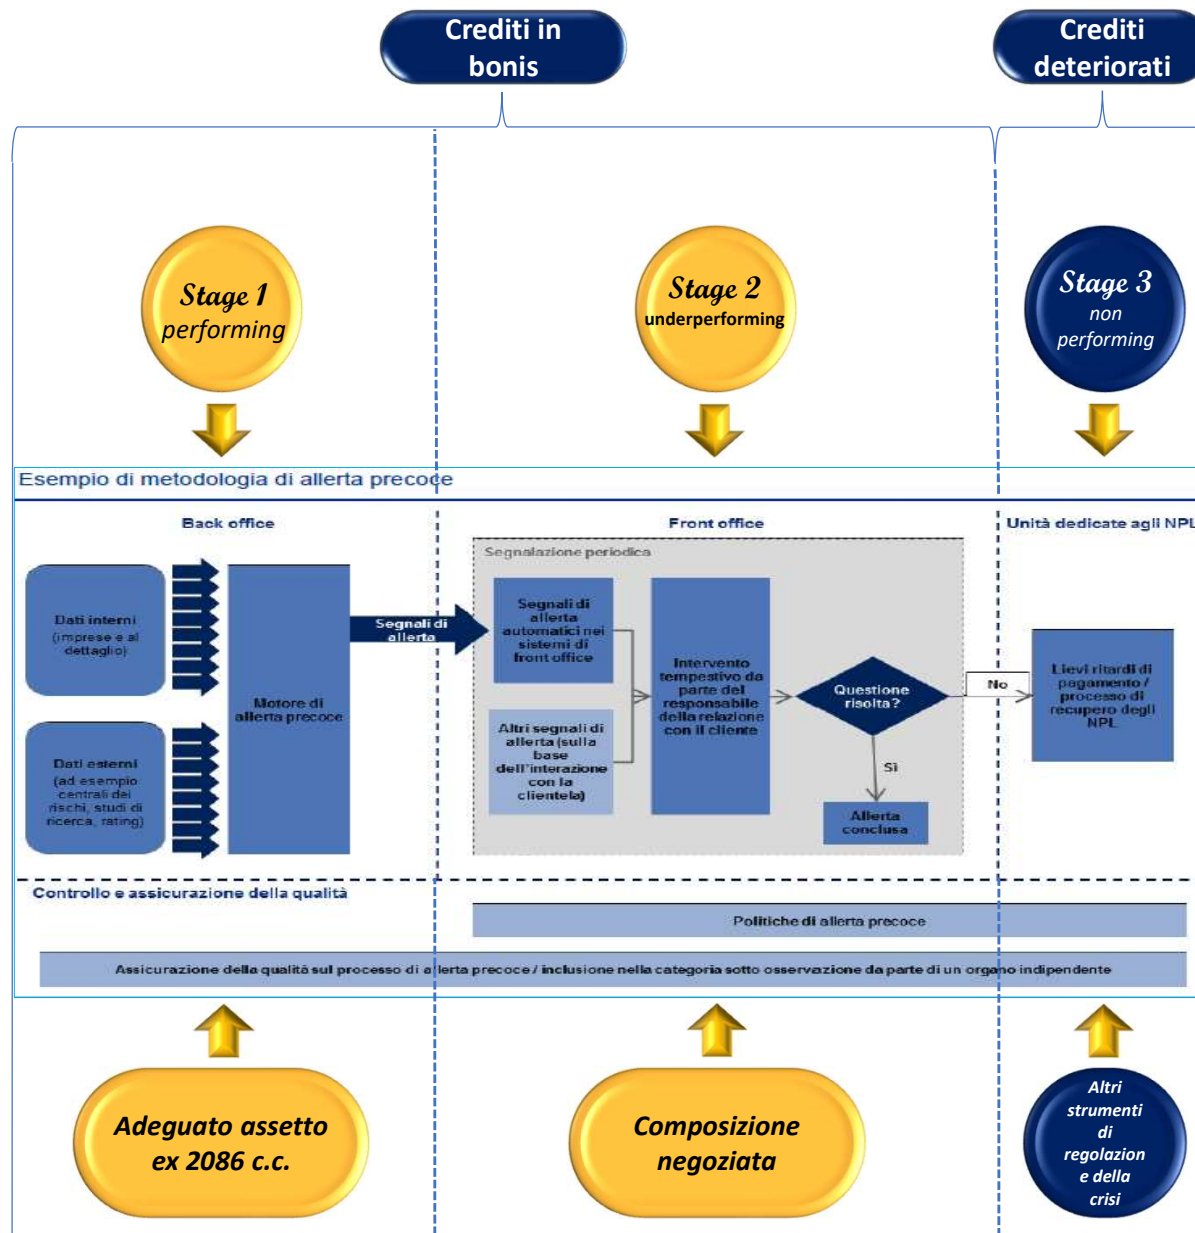 Crediti in
bonis
Crediti
deteriorati
Stage 1
performing
Stage 2
underperforming
Stage 3
non
performing
Esempio di metodologia di allerta precoce
Back office
Front office
Unità dedicate agli NPL
Segnalazione periodica
Dati interni
(imprese e al
dettaglio)
Dati esterni
(ad esempio
centrali dei
rischi, studi di
ricerca, rating)
Motore di
allerta precoce
Segnali di
allerta
Segnali di
allerta
automatici nei
sistemi di
front office
Altri segnali di
allerta (sulla
base
dell'interazione
con la
clientela)
Intervento
tempestivo da
parte del
responsabile
della relazione
con il cliente
Questione
risolta?
No
Sì
Allerta
conclusa
Lievi ritardi di
pagamento /
processo di
recupero degli
NPL
Controllo e assicurazione della qualità
Politiche di allerta precoce
Assicurazione della qualità sul processo di allerta precoce / inclusione nella categoria sotto osservazione da parte di un organo indipendente
Adeguato assetto
ex 2086 c.c.
Composizione
negoziata
Altri
strumenti
di
regolazion
e della
crisi